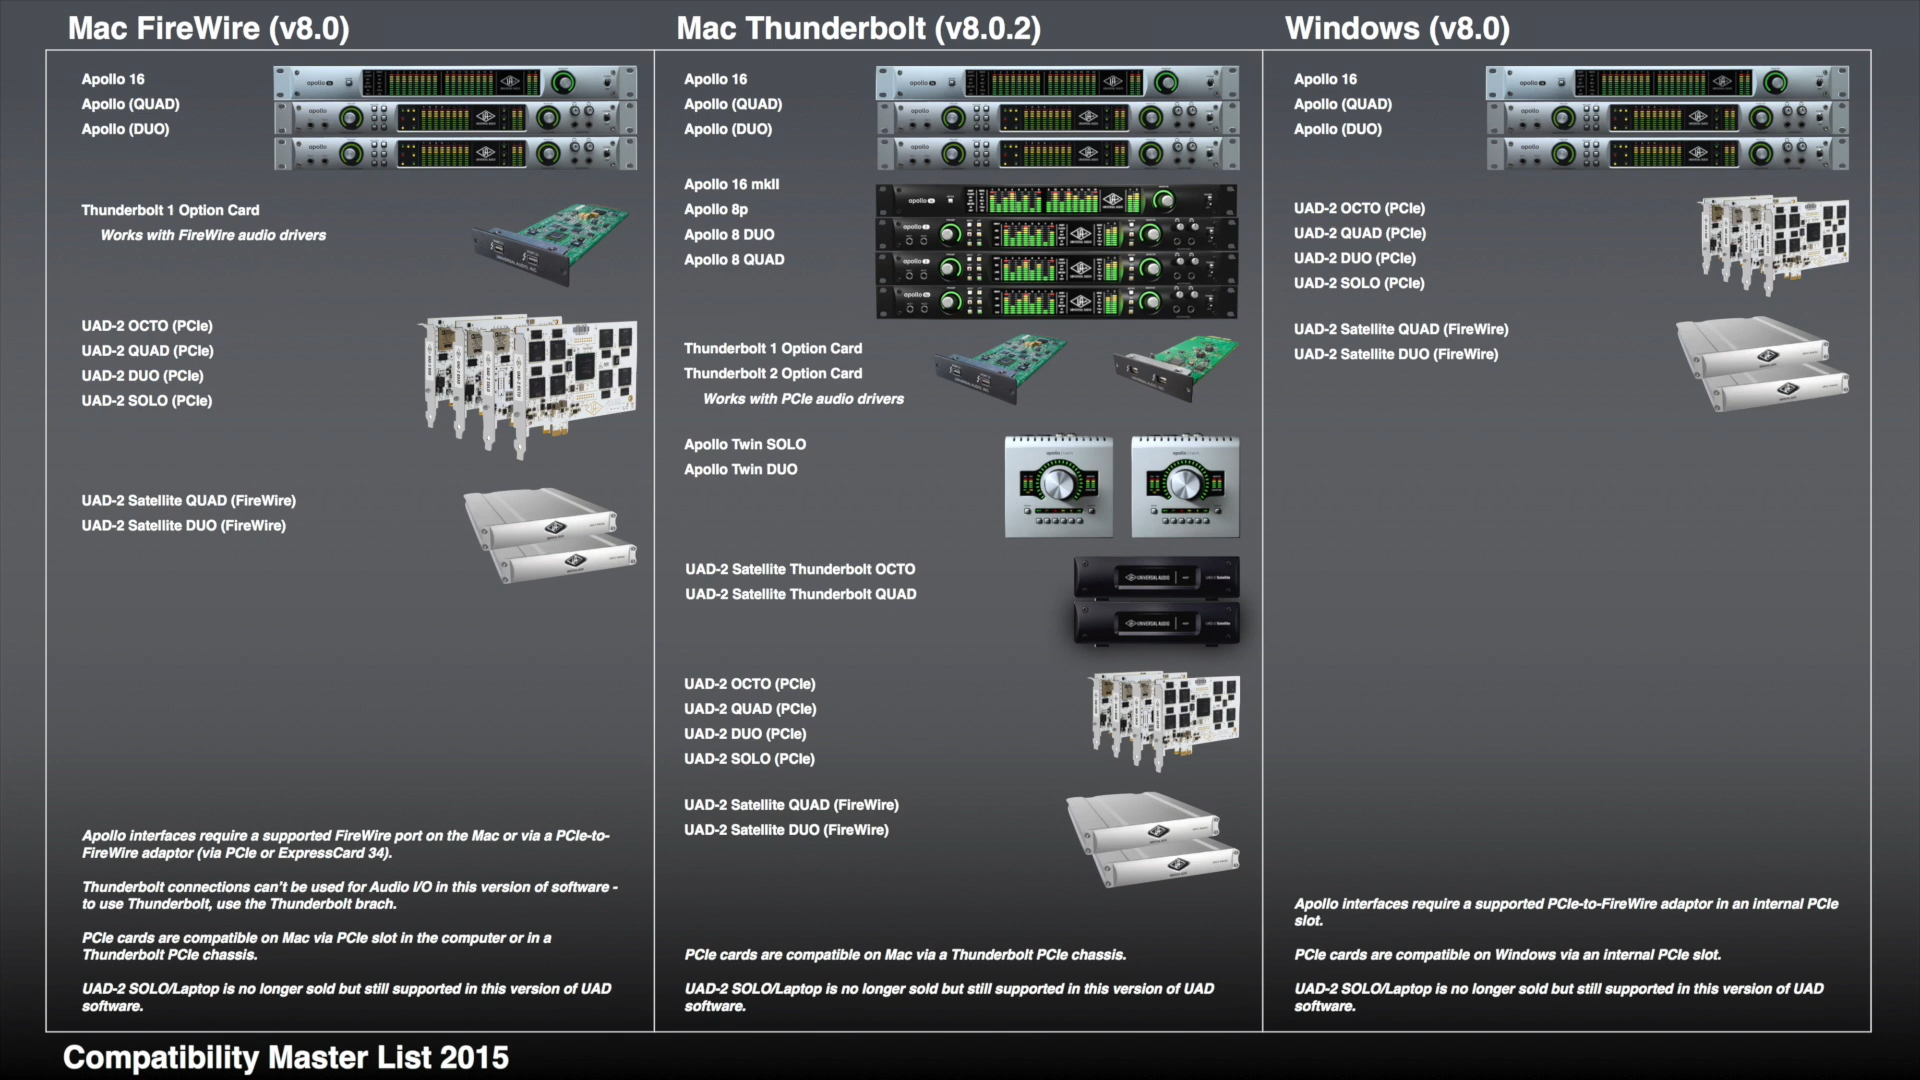 Mac FireWire (v8.0)
Apollo 16
Apollo (QUAD)
Apollo (DUO)
Thunderbolt 1 Option Card
Works with FireWire audio drivers
UAD-2 OCTO (PCIe)
UAD-2 QUAD (PCIe)
UAD-2 DUO (PCIe)
UAD-2 SOLO (PCIe)
UAD-2 Satellite QUAD (FireWire)
UAD-2 Satellite DUO (FireWire)
Apollo interfaces require a supported FireWire port on the Mac or via a PCIe-to-
FireWire adaptor (via PCIe or ExpressCard 34).
Thunderbolt connections can't be used for Audio I/O in this version of software -
to use Thunderbolt, use the Thunderbolt brach.
PCIe cards are compatible on Mac via PCIe slot in the computer or in a
Thunderbolt PCIe chassis.
UAD-2 SOLO/Laptop is no longer sold but still supported in this version of UAD
software.
Mac Thunderbolt (v8.0.2)
Apollo 16
Apollo (QUAD)
Apollo (DUO)
Apollo 16 mkII
Apollo 8p
Apollo 8 DUO
Apollo 8 QUAD
Thunderbolt 1 Option Card
Thunderbolt 2 Option Card
Works with PCIe audio drivers
Apollo Twin SOLO
Apollo Twin DUO
UAD-2 Satellite Thunderbolt OCTO
UAD-2 Satellite Thunderbolt QUAD
UNIVERSAL AUDIO
UNIVERSAL AUDIO
UAD-2 OCTO (PCIe)
UAD-2 QUAD (PCIe)
UAD-2 DUO (PCIe)
UAD-2 SOLO (PCIe)
UAD-2 Satellite QUAD (FireWire)
UAD-2 Satellite DUO (FireWire)
PCIe cards are compatible on Mac via a Thunderbolt PCIe chassis.
UAD-2 SOLO/Laptop is no longer sold but still supported in this version of UAD
software.
Windows (v8.0)
Apollo 16
Apollo (QUAD)
Apollo (DUO)
UAD-2 OCTO (PCIe)
UAD-2 QUAD (PCIe)
UAD-2 DUO (PCIe)
UAD-2 SOLO (PCIe)
UAD-2 Satellite QUAD (FireWire)
UAD-2 Satellite DUO (FireWire)
Apollo interfaces require a supported PCIe-to-FireWire adaptor in an internal PCIe
slot.
PCIe cards are compatible on Windows via an internal PCIe slot.
UAD-2 SOLO/Laptop is no longer sold but still supported in this version of UAD
software.
Compatibility Master List 2015